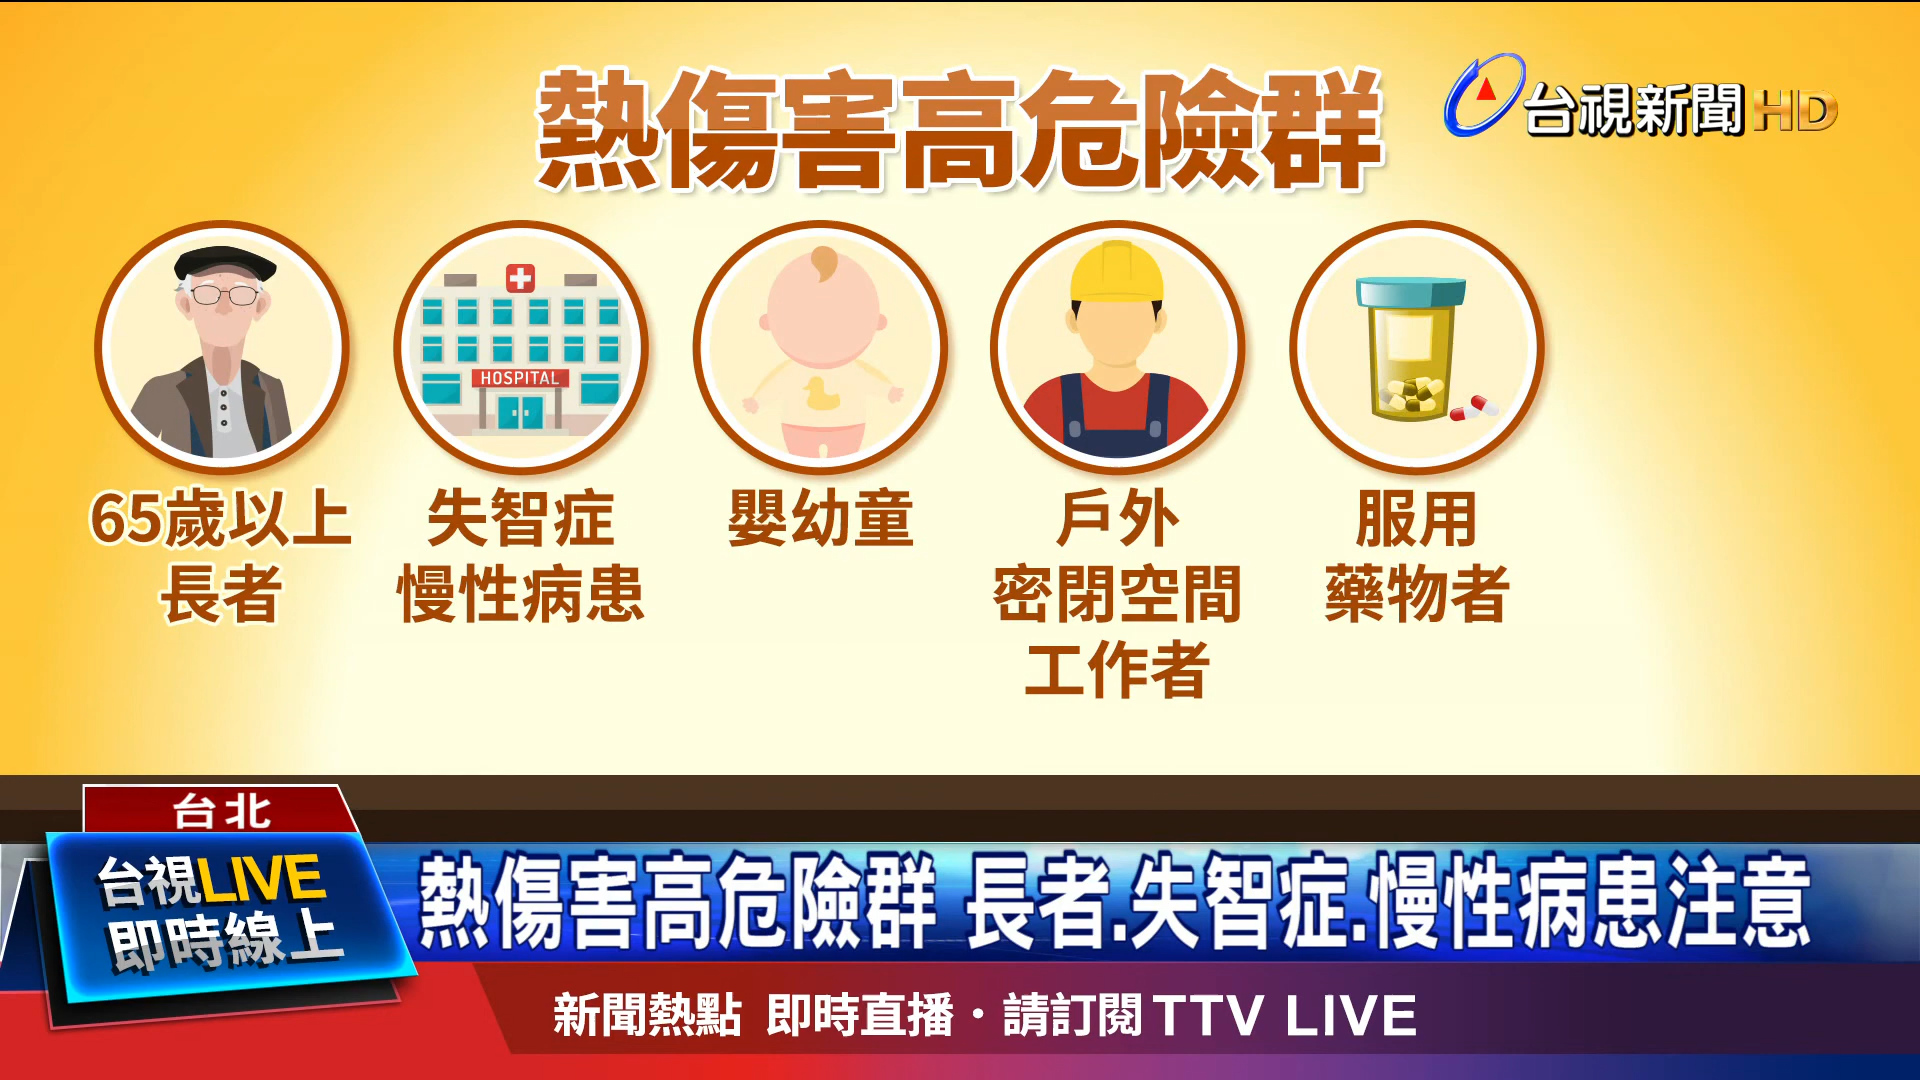 熱傷害高危險群
台視新聞HD
HOSPITAL
65歲以上
長者
失智症
慢性病患
嬰幼童
戶外
密閉空間
工作者
服用
藥物者
台北
台視LIVE
即時線上
熱傷害高危險群 長者.失智症.慢性病患注意
新聞熱點 即時直播・請訂閱TTV LIVE